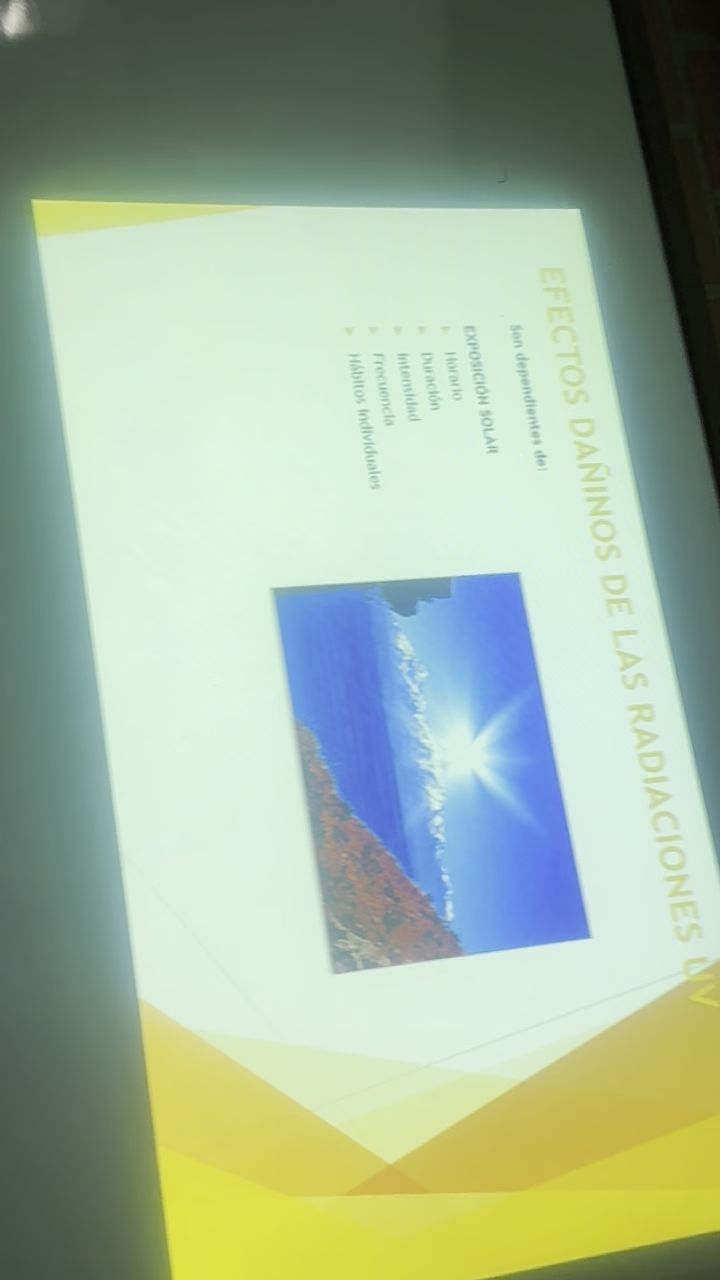 EFECTOS DAÑINOS DE LAS RADIACIONES UV
Son dependientes de:
EXPOSICIÓN SOLAR
Horario
Duración
Intensidad
Frecuencia
Hábitos individuales